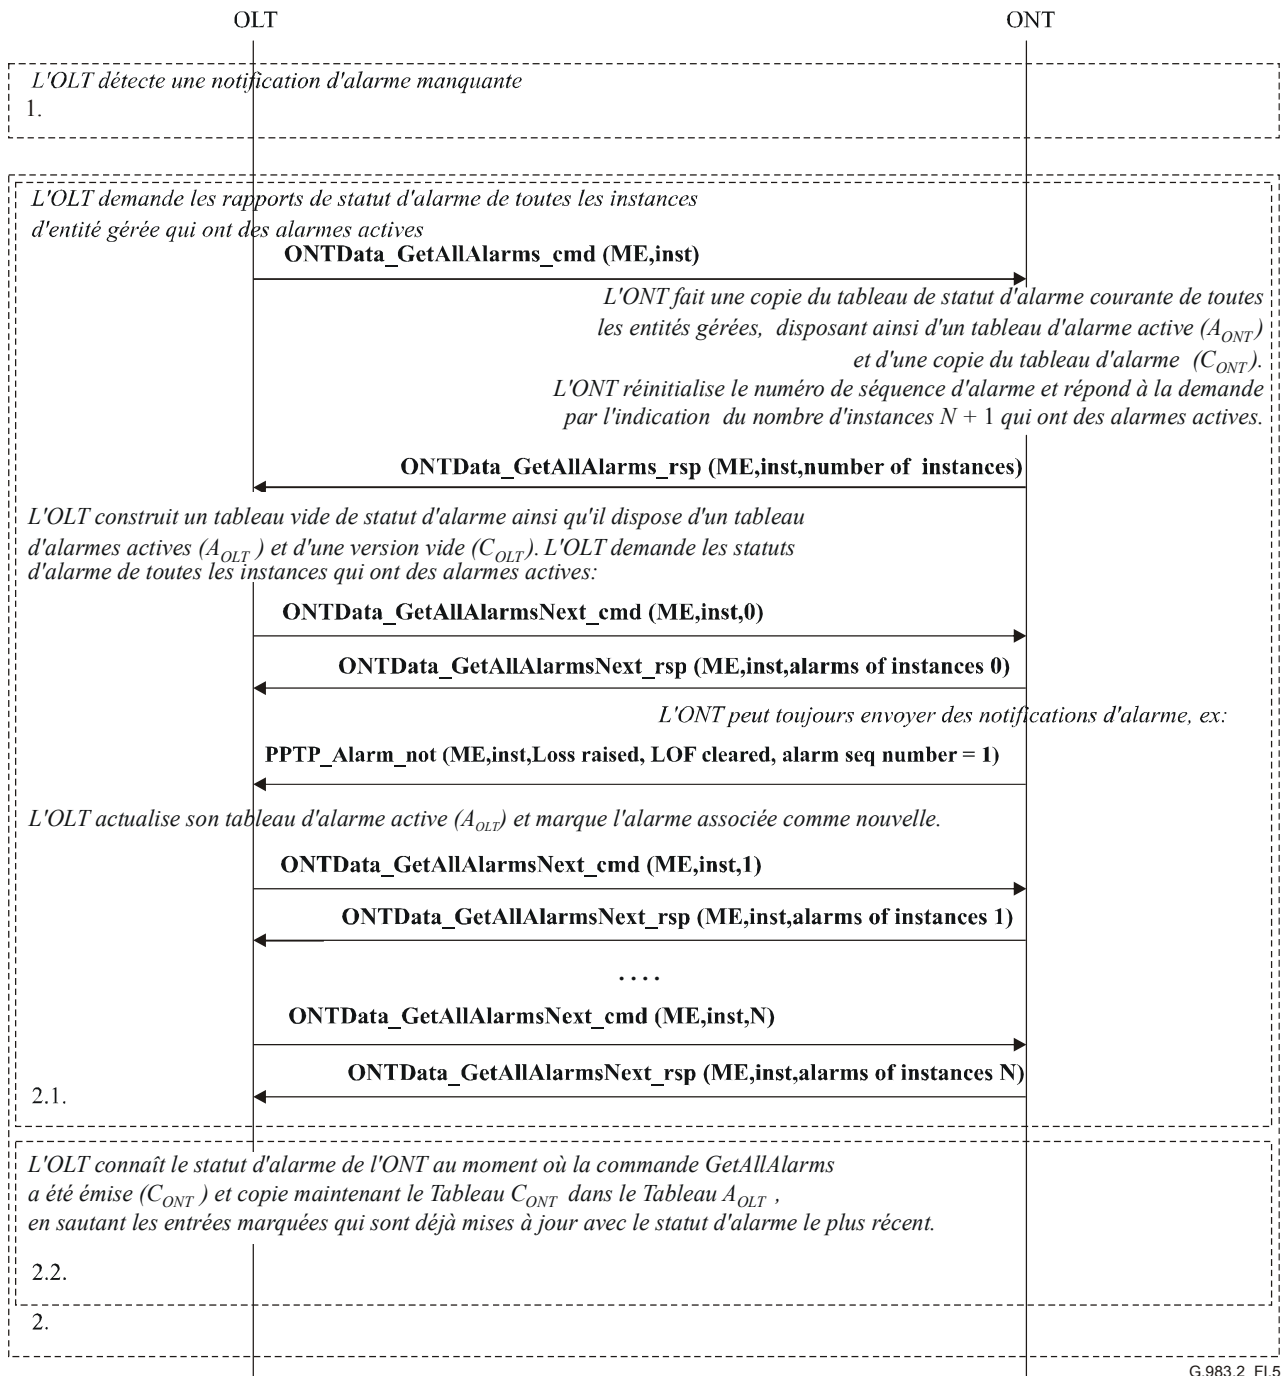 OLT
ONT
L'OLT détecte une notification d'alarme manquante
1.
L'OLT demande les rapports de statut d'alarme de toutes les instances
d'entité gérée qui ont des alarmes actives
ONTData_GetAllAlarms_cmd (ME,inst)
L'ONT fait une copie du tableau de statut d'alarme courante de toutes
les entités gérées, disposant ainsi d'un tableau d'alarme active (A_ONT)
et d'une copie du tableau d'alarme (C_ONT).
L'ONT réinitialise le numéro de séquence d'alarme et répond à la demande
par l'indication du nombre d'instances N + 1 qui ont des alarmes actives.
ONTData_GetAllAlarms_rsp (ME,inst,number of instances)
L'OLT construit un tableau vide de statut d'alarme ainsi qu'il dispose d'un tableau
d'alarmes actives (A_OLT ) et d'une version vide (C_OLT). L'OLT demande les statuts
d'alarme de toutes les instances qui ont des alarmes actives:
ONTData_GetAllAlarmsNext_cmd (ME,inst,0)
ONTData_GetAllAlarmsNext_rsp (ME,inst,alarms of instances 0)
L'ONT peut toujours envoyer des notifications d'alarme, ex:
PPTP_Alarm_not (ME,inst,Loss raised, LOF cleared, alarm seq number = 1)
L'OLT actualise son tableau d'alarme active (A_OLT) et marque l'alarme associée comme nouvelle.
ONTData_GetAllAlarmsNext_cmd (ME,inst,1)
ONTData_GetAllAlarmsNext_rsp (ME,inst,alarms of instances 1)
. . . .
ONTData_GetAllAlarmsNext_cmd (ME,inst,N)
ONTData_GetAllAlarmsNext_rsp (ME,inst,alarms of instances N)
2.1.
L'OLT connaît le statut d'alarme de l'ONT au moment où la commande GetAllAlarms
a été émise (C_ONT ) et copie maintenant le Tableau C_ONT dans le Tableau A_OLT ,
en sautant les entrées marquées qui sont déjà mises à jour avec le statut d'alarme le plus récent.
2.2.
2.
G.983.2_FI.5